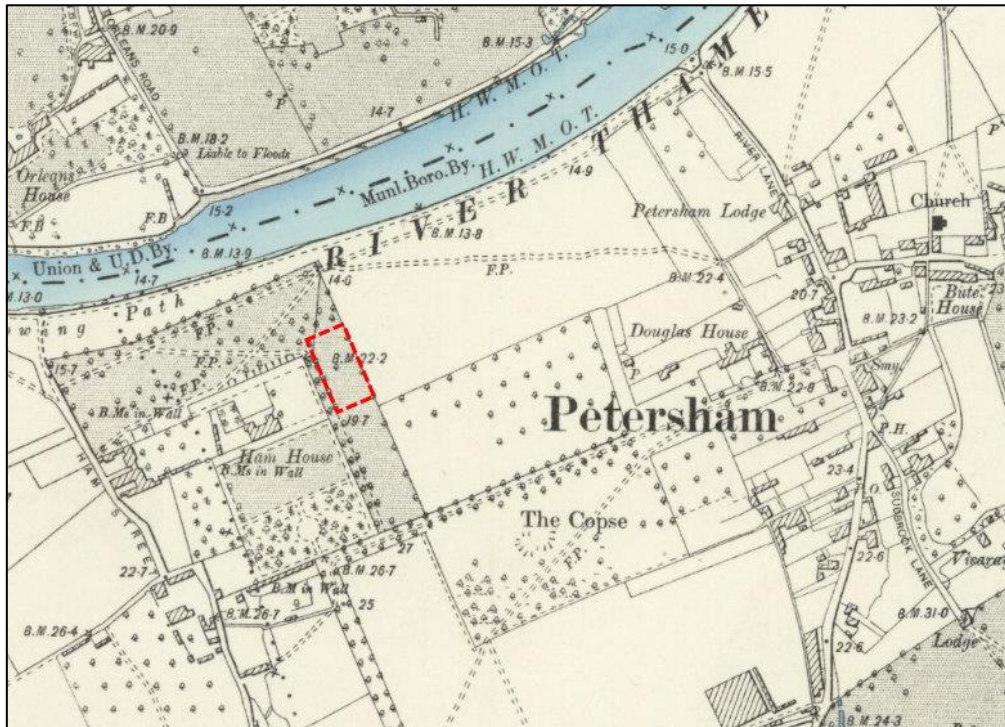 B.M. 20·9
ORLEANS ROAD
B.M. 15·3
15·0
B.M. 15·5
P
14·7
H. W. M. O. T.
B.M. 18·2
Liable to Floods
Orleans
House
F.B
F.B
15·2
Munl. Boro. By.
H. W. M. O. T.
14·9
RIVER THAME
RIVER LANE
Petersham Lodge
Church
B.M. 13·8
Union & U.D. By.
B.M. 13·9
14·7
M. 13·0
14·6
F.P.
B.M. 22·4
20·7
Bute
House
23
B.M. 23·2
owing Path
F.P.
F.P.
F.P.
15·7
B.M. 22·2
Douglas House
P
B.M. 22·8
Smy.
B.Ms in Wall
19·7
Petersham
P.H.
Ham House
B.Ms in Wall
HAM STREE
23·4
O.
SUDBROOK LANE
The Copse
F.P.
27
B.M. 26·7
22·7
B.M in Wall
25
22·6
Vicarag
B.M. 26·7
B.M. 26·4
B.M. 31·0
Lodge
22·6
B.M. 24·3